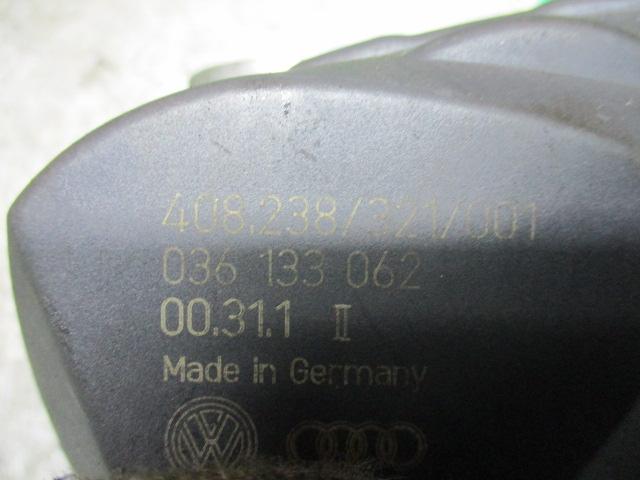 408.238/321/001
036 133 062
00.31.1 II
Made in Germany